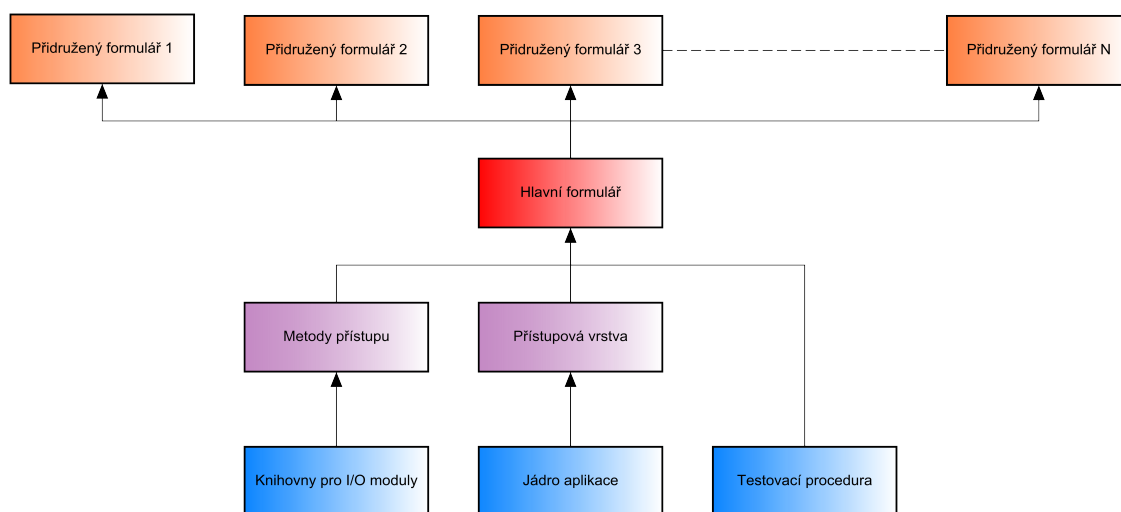 Přidružený formulář 1
Přidružený formulář 2
Přidružený formulář 3
Přidružený formulář N
Hlavní formulář
Metody přístupu
Přístupová vrstva
Knihovny pro I/O moduly
Jádro aplikace
Testovací procedura